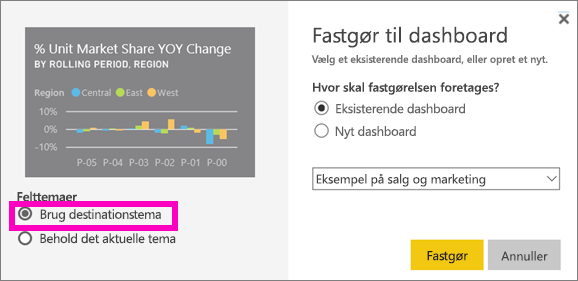 % Unit Market Share YOY Change
BY ROLLING PERIOD, REGION
Region Central East West
10%
0%
-10%
P-05 P-04 P-03 P-02 P-01 P-00
Felttemaer
Brug destinationstema
Behold det aktuelle tema
Fastgør til dashboard
Vælg et eksisterende dashboard, eller opret et nyt.
Hvor skal fastgørelsen foretages?
Eksisterende dashboard
Nyt dashboard
Eksempel på salg og marketing
Fastgør Annuller